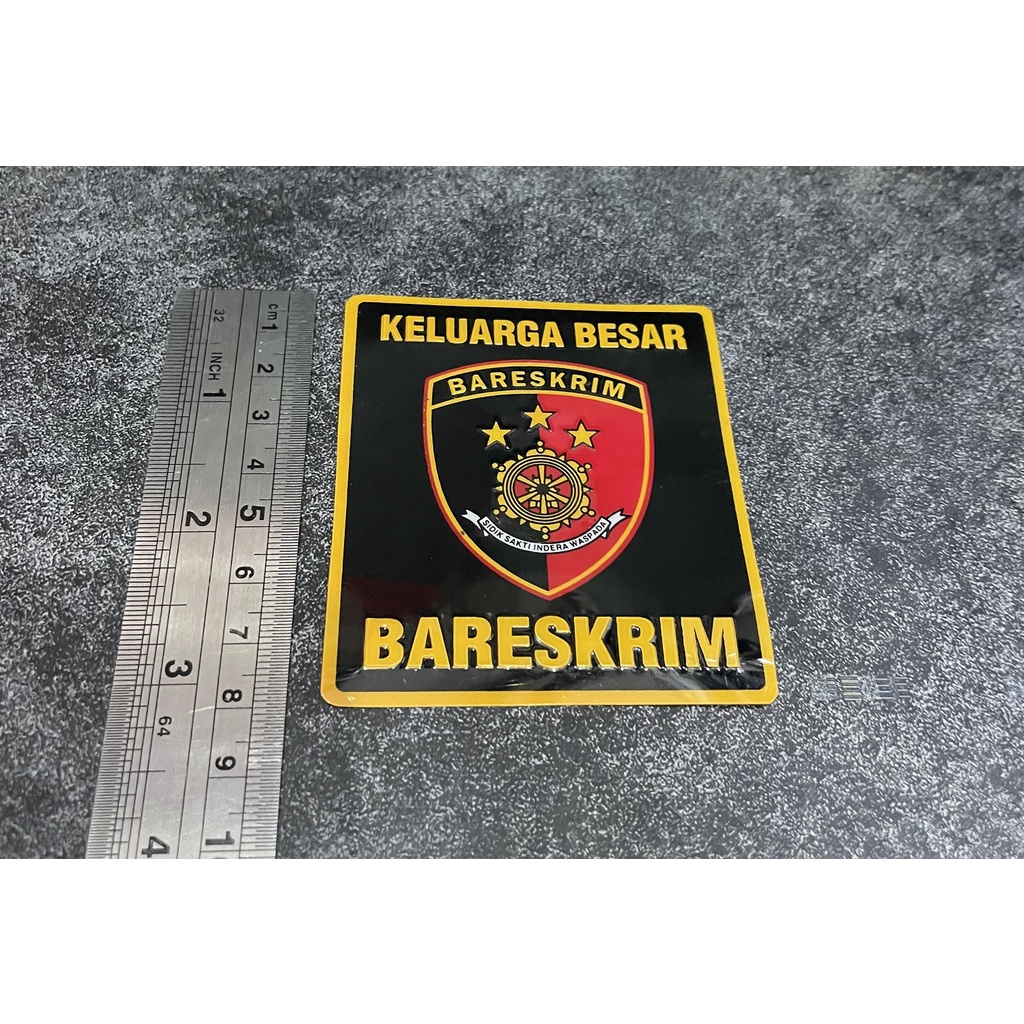 KELUARGA BESAR
BARESKRIM
SIDIK SAKTI INDERA WASPADA
BARESKRIM
cm 1 2 3 4 5 6 7 8 9 1
32 INCH 1 2 3 64 4